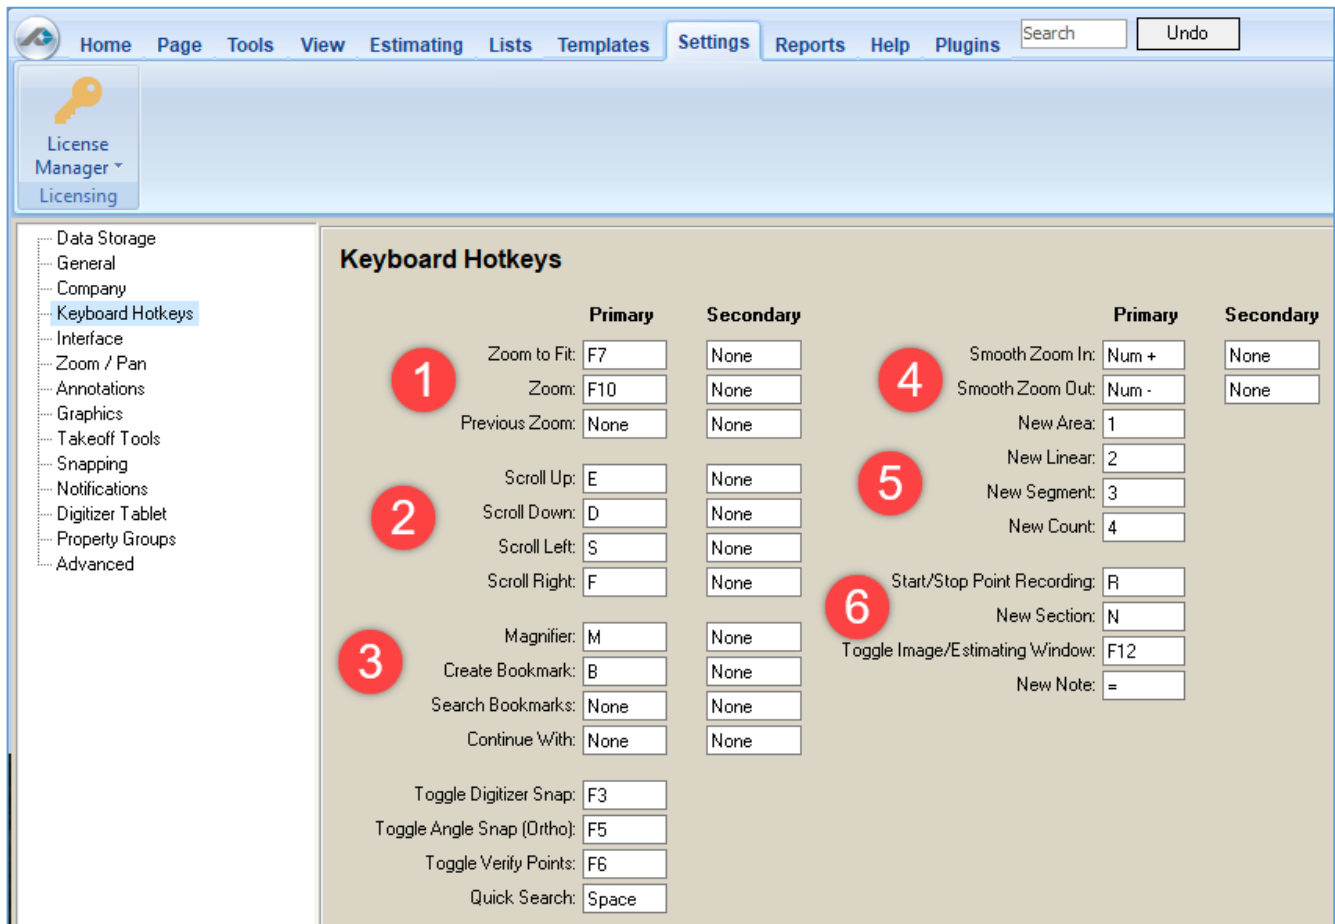 Home Page Tools View Estimating Lists Templates Settings Reports Help Plugins Search Undo
License
Manager
Licensing
Data Storage
General
Company
Keyboard Hotkeys
Interface
Zoom / Pan
Annotations
Graphics
Takeoff Tools
Snapping
Notifications
Digitizer Tablet
Property Groups
Advanced
Keyboard Hotkeys
Primary Secondary
1
Zoom to Fit: F7 None
Zoom: F10 None
Previous Zoom: None None
2
Scroll Up: E None
Scroll Down: D None
Scroll Left: S None
Scroll Right: F None
3
Magnifier: M None
Create Bookmark: B None
Search Bookmarks: None None
Continue With: None None
Toggle Digitizer Snap: F3
Toggle Angle Snap (Ortho): F5
Toggle Verify Points: F6
Quick Search: Space
Primary Secondary
4
Smooth Zoom In: Num + None
Smooth Zoom Out: Num - None
5
New Area: 1
New Linear: 2
New Segment: 3
New Count: 4
6
Start/Stop Point Recording: R
New Section: N
Toggle Image/Estimating Window: F12
New Note: =